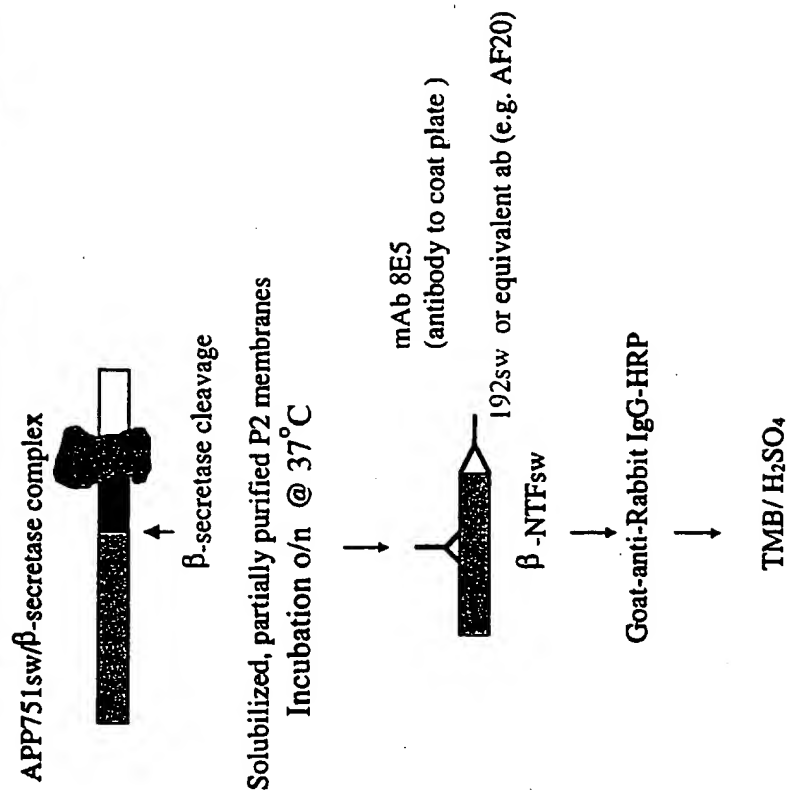 APP751sw/β-secretase complex
β-secretase cleavage
Solubilized, partially purified P2 membranes
Incubation o/n @ 37°C
mAb 8E5
(antibody to coat plate )
192sw or equivalent ab (e.g. AF20)
β -NTFsw
Goat-anti-Rabbit IgG-HRP
TMB/ H₂SO₄